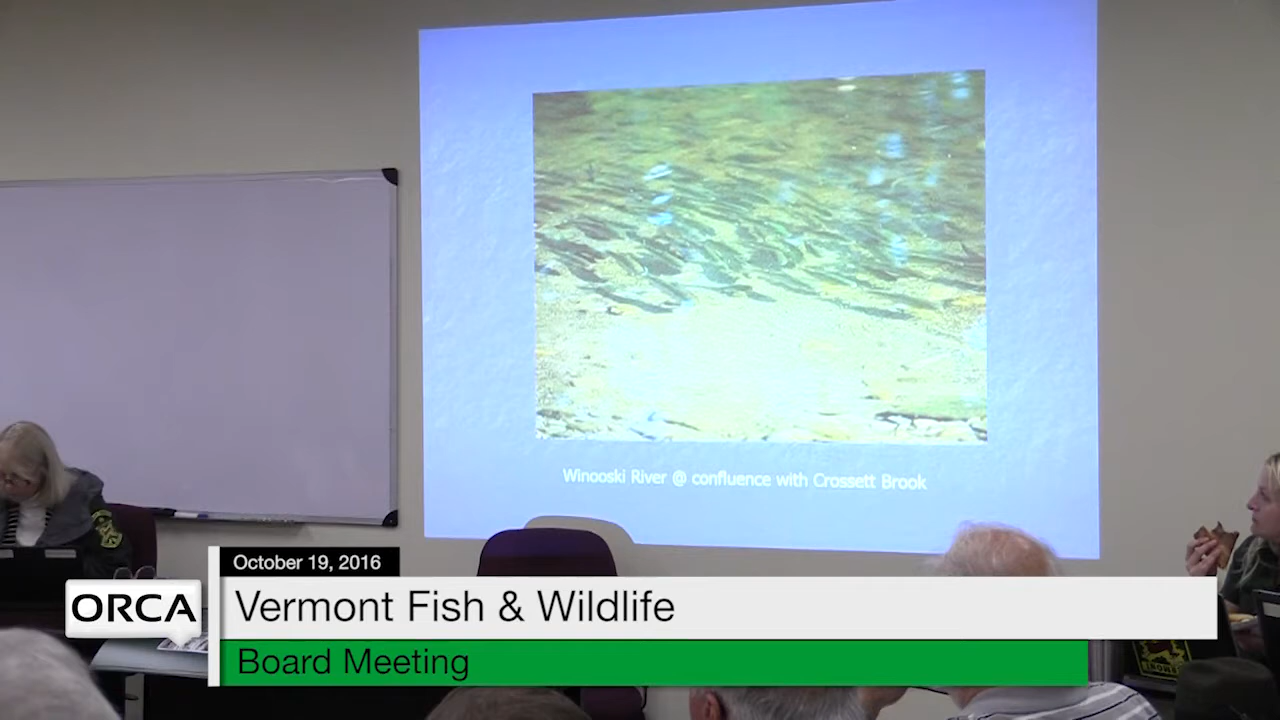 Winooski River @ confluence with Crossett Brook
October 19, 2016
ORCA
Vermont Fish & Wildlife
Board Meeting